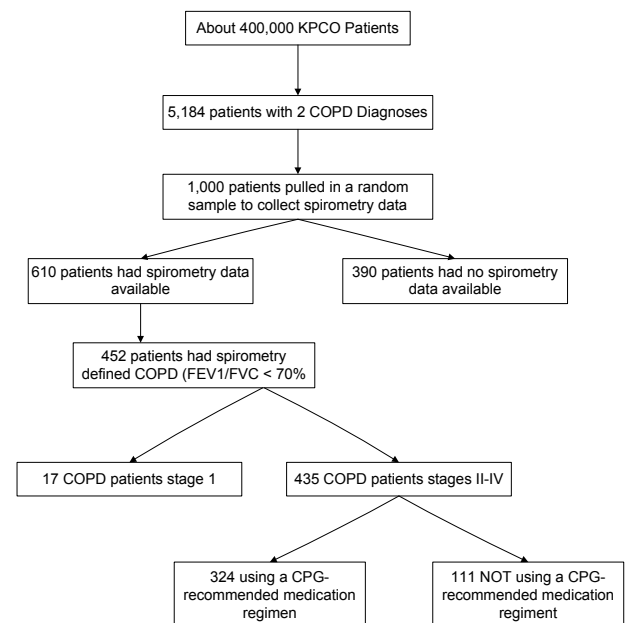 About 400,000 KPCO Patients
5,184 patients with 2 COPD Diagnoses
1,000 patients pulled in a random
sample to collect spirometry data
610 patients had spirometry data
available
390 patients had no spirometry
data available
452 patients had spirometry
defined COPD (FEV1/FVC < 70%
17 COPD patients stage 1
435 COPD patients stages II-IV
324 using a CPG-
recommended medication
regimen
111 NOT using a CPG-
recommended medication
regiment